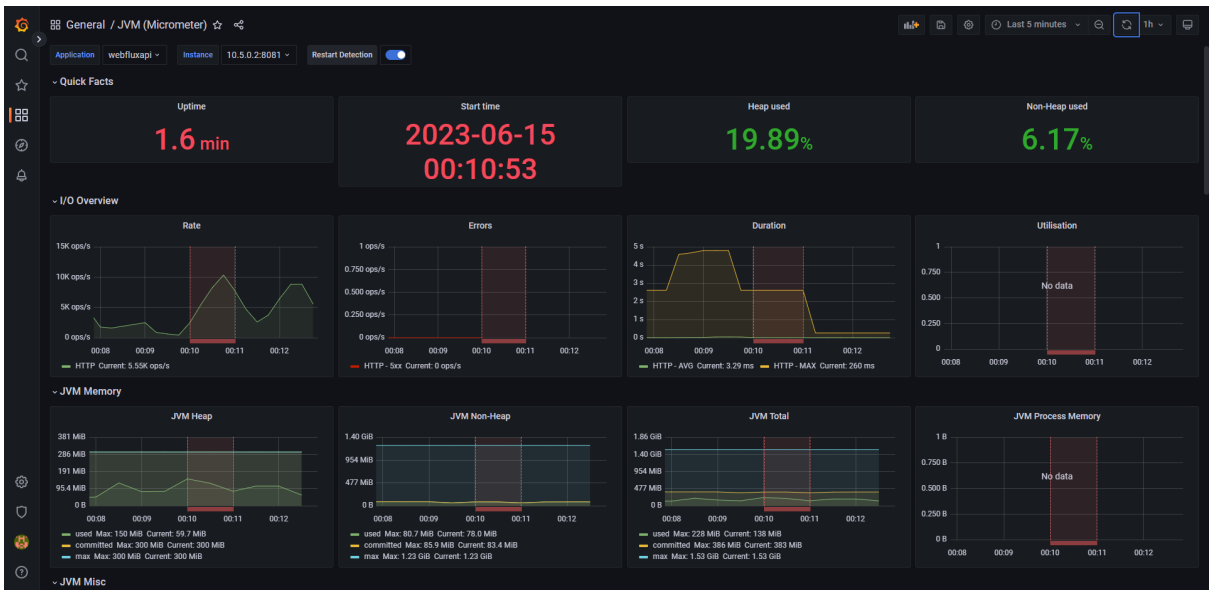 General / JVM (Micrometer)
Last 5 minutes
1h
Application webfluxapi Instance 10.5.0.2:8081 Restart Detection
Quick Facts
Uptime
1.6 min
Start time
2023-06-15
00:10:53
Heap used
19.89%
Non-Heap used
6.17%
I/O Overview
Rate
15K ops/s
10K ops/s
5K ops/s
0 ops/s
00:08 00:09 00:10 00:11 00:12
HTTP Current: 5.55K ops/s
Errors
1 ops/s
0.750 ops/s
0.500 ops/s
0.250 ops/s
0 ops/s
00:08 00:09 00:10 00:11 00:12
HTTP - 5xx Current: 0 ops/s
Duration
5 s
4 s
3 s
2 s
1 s
0 s
00:08 00:09 00:10 00:11 00:12
HTTP - AVG Current: 3.29 ms HTTP - MAX Current: 260 ms
Utilisation
1
0.750
No data
0.500
0.250
0
00:08 00:09 00:10 00:11 00:12
JVM Memory
JVM Heap
381 MiB
286 MiB
191 MiB
95.4 MiB
0 B
00:08 00:09 00:10 00:11 00:12
used Max: 150 MiB Current: 59.7 MiB
committed Max: 300 MiB Current: 300 MiB
max Max: 300 MiB Current: 300 MiB
JVM Non-Heap
1.40 GiB
954 MiB
477 MiB
0 B
00:08 00:09 00:10 00:11 00:12
used Max: 80.7 MiB Current: 78.0 MiB
committed Max: 85.9 MiB Current: 83.4 MiB
max Max: 1.23 GiB Current: 1.23 GiB
JVM Total
1.86 GiB
1.40 GiB
954 MiB
477 MiB
0 B
00:08 00:09 00:10 00:11 00:12
used Max: 228 MiB Current: 138 MiB
committed Max: 386 MiB Current: 383 MiB
max Max: 1.53 GiB Current: 1.53 GiB
JVM Process Memory
1 B
0.750 B
No data
0.500 B
0.250 B
0 B
00:08 00:09 00:10 00:11 00:12
JVM Misc